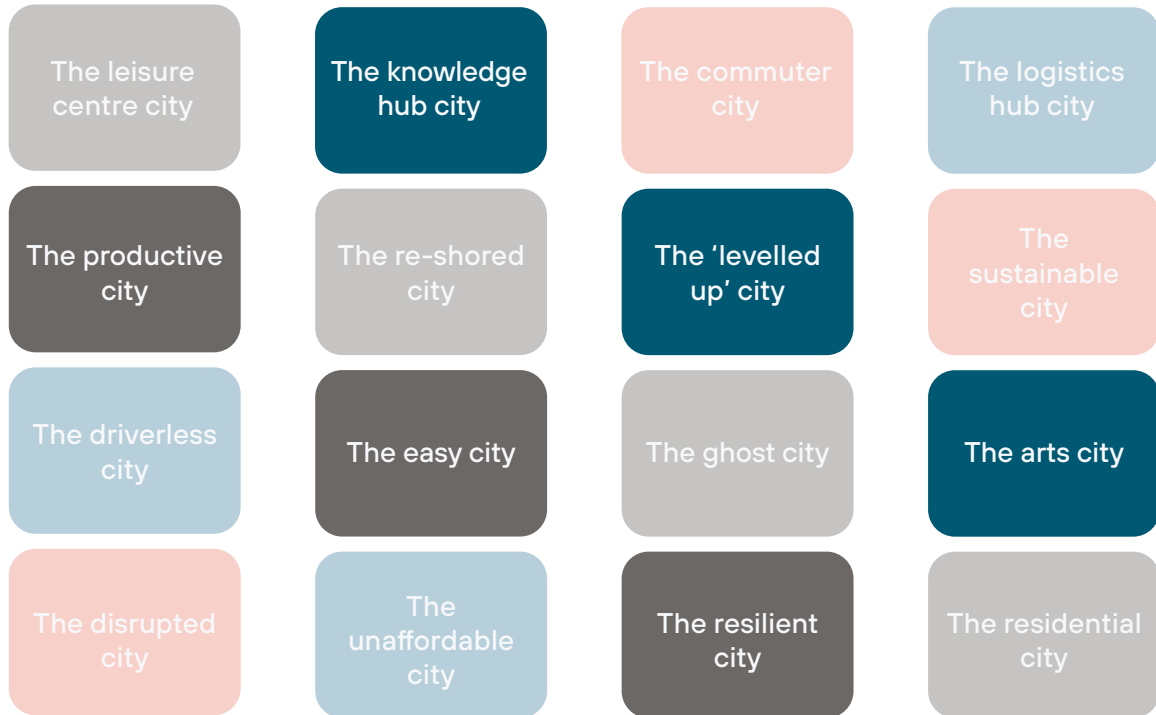 The leisure
centre city
The knowledge
hub city
The commuter
city
The logistics
hub city
The productive
city
The re-shored
city
The ‘levelled
up’ city
The
sustainable
city
The driverless
city
The easy city
The ghost city
The arts city
The disrupted
city
The
unaffordable
city
The resilient
city
The residential
city